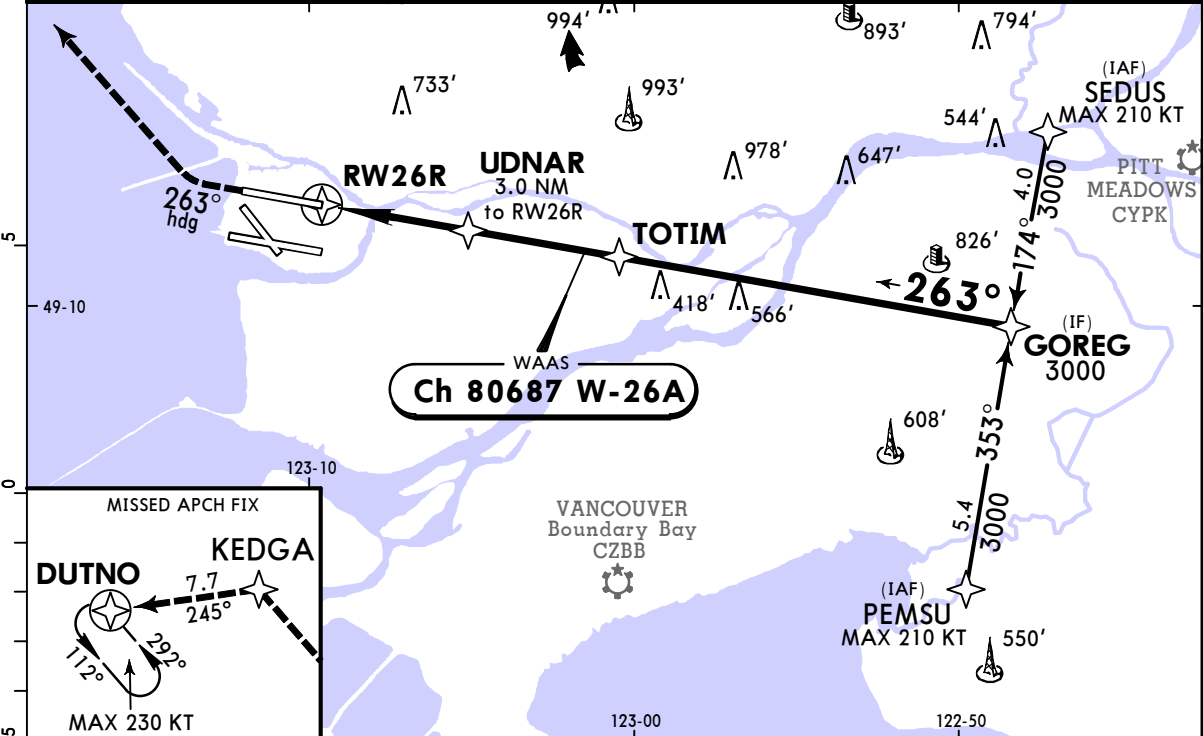 994'
893'
794'
(IAF)
SEDUS
MAX 210 KT
733'
993'
544'
978'
647'
PITT
MEADOWS
CYPK
RW26R
UDNAR
3.0 NM
to RW26R
263°
hdg
4.0
3000
174°
TOTIM
826'
5
49-10
418'
566'
263°
(IF)
GOREG
3000
WAAS
Ch 80687 W-26A
608'
353°
5.4
3000
123-10
0
MISSED APCH FIX
VANCOUVER
Boundary Bay
CZBB
KEDGA
DUTNO
7.7
245°
(IAF)
PEMSU
MAX 210 KT
550'
112°
292°
MAX 230 KT
123-00
122-50
5